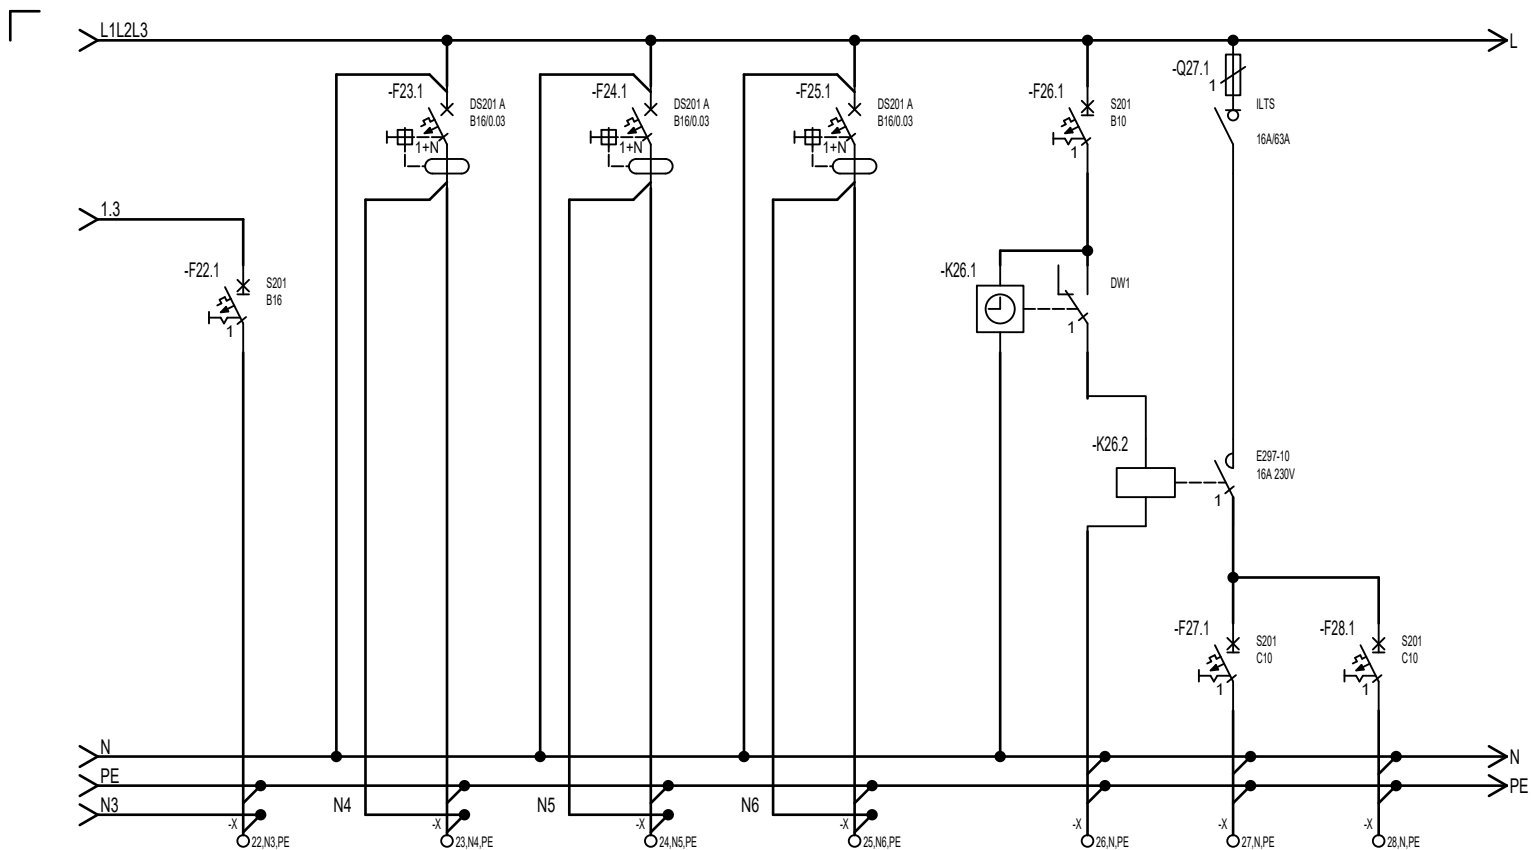 L1L2L3
L
-F23.1
DS201 A
B16/0.03
1+N
-F24.1
DS201 A
B16/0.03
1+N
-F25.1
DS201 A
B16/0.03
1+N
-F26.1
S201
B10
1
-Q27.1
1
ILTS
16A/63A
1.3
-F22.1
S201
B16
1
-K26.1
DW1
1
-K26.2
E297-10
16A 230V
1
-F27.1
S201
C10
1
-F28.1
S201
C10
1
N
N
PE
PE
N3
N4
N5
N6
-X
22,N3,PE
-X
23,N4,PE
-X
24,N5,PE
-X
25,N6,PE
-X
26,N,PE
-X
27,N,PE
-X
28,N,PE